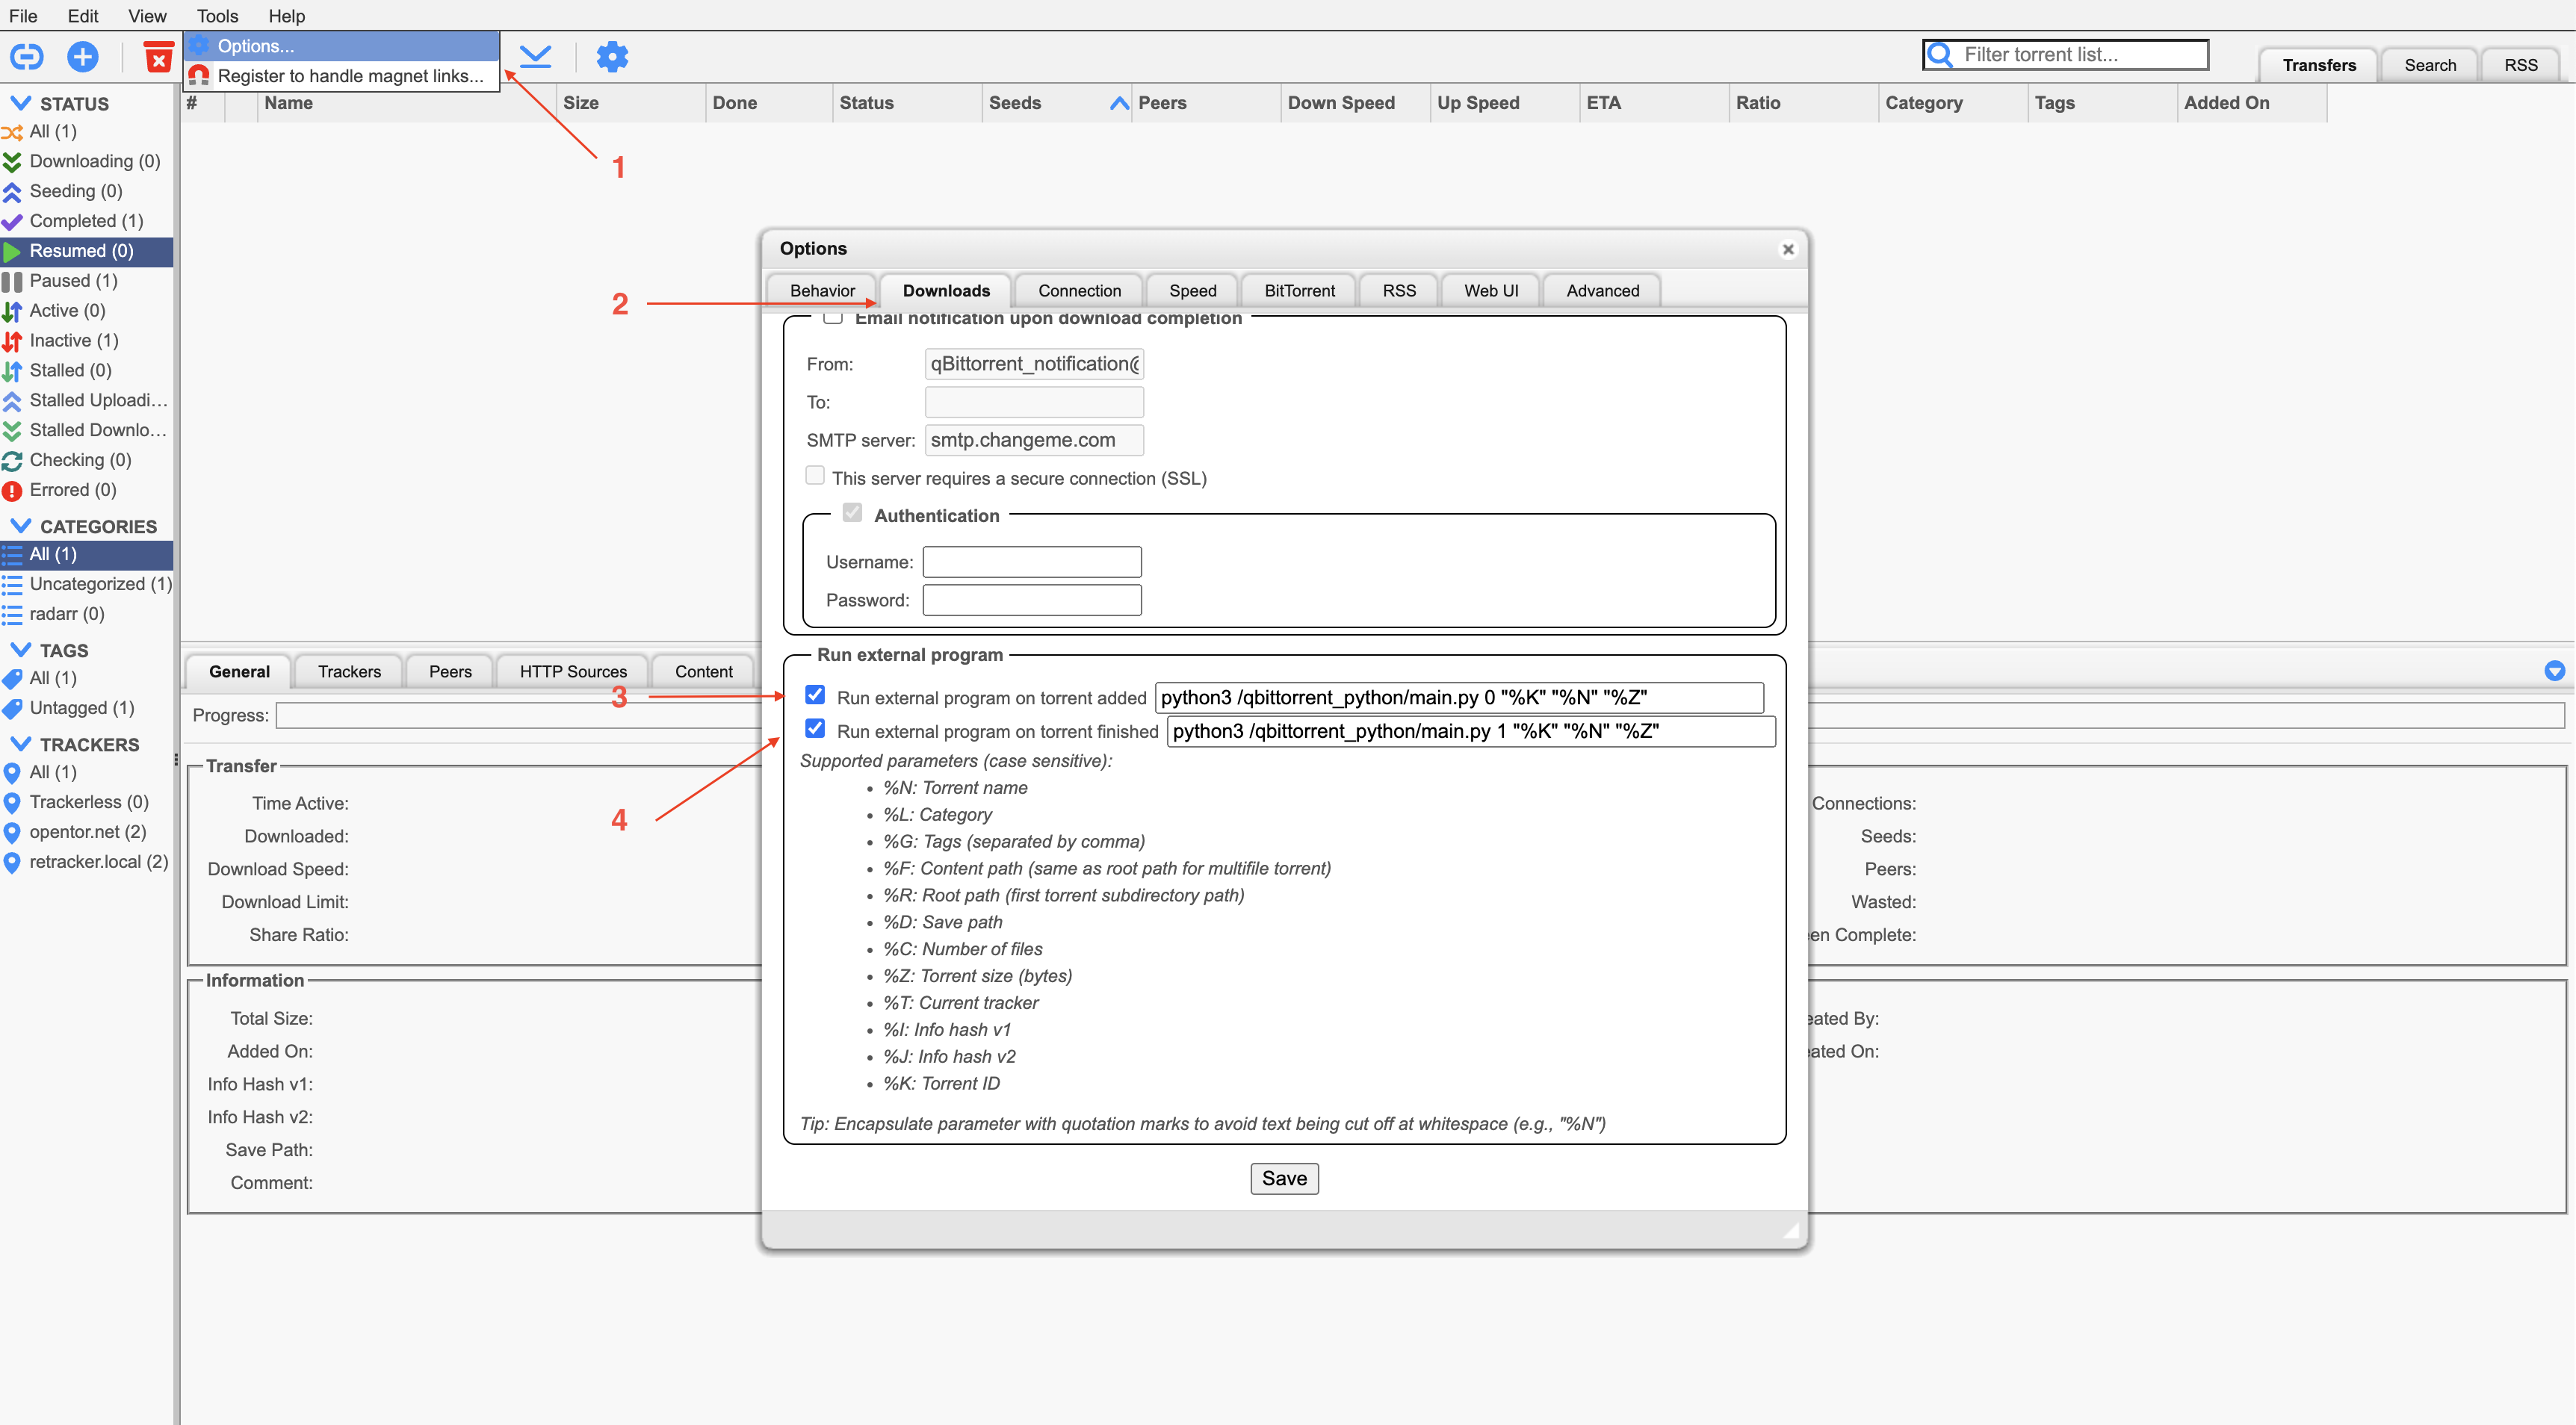 File Edit View Tools Help
Options...
Register to handle magnet links...
Filter torrent list...
Transfers Search RSS
1
# Name Size Done Status Seeds Peers Down Speed Up Speed ETA Ratio Category Tags Added On
STATUS
All (1)
Downloading (0)
Seeding (0)
Completed (1)
Resumed (0)
Paused (1)
Active (0)
Inactive (1)
Stalled (0)
Stalled Uploadi...
Stalled Downlo...
Checking (0)
Errored (0)
CATEGORIES
All (1)
Uncategorized (1)
radarr (0)
TAGS
All (1)
Untagged (1)
TRACKERS
All (1)
Trackerless (0)
opentor.net (2)
retracker.local (2)
Options
2
Behavior Downloads Connection Speed BitTorrent RSS Web UI Advanced
Email notification upon download completion
From: qBittorrent_notification@
To:
SMTP server: smtp.changeme.com
This server requires a secure connection (SSL)
Authentication
Username:
Password:
Run external program
3
Run external program on torrent added python3 /qbittorrent_python/main.py 0 "%K" "%N" "%Z"
Run external program on torrent finished python3 /qbittorrent_python/main.py 1 "%K" "%N" "%Z"
4
Supported parameters (case sensitive):
• %N: Torrent name
• %L: Category
• %G: Tags (separated by comma)
• %F: Content path (same as root path for multifile torrent)
• %R: Root path (first torrent subdirectory path)
• %D: Save path
• %C: Number of files
• %Z: Torrent size (bytes)
• %T: Current tracker
• %I: Info hash v1
• %J: Info hash v2
• %K: Torrent ID
Tip: Encapsulate parameter with quotation marks to avoid text being cut off at whitespace (e.g., "%N")
Save
General Trackers Peers HTTP Sources Content
Progress:
Transfer
Time Active:
Downloaded:
Download Speed:
Download Limit:
Share Ratio:
Connections:
Seeds:
Peers:
Wasted:
en Complete:
Information
Total Size:
Added On:
Info Hash v1:
Info Hash v2:
Save Path:
Comment:
eated By:
ated On: